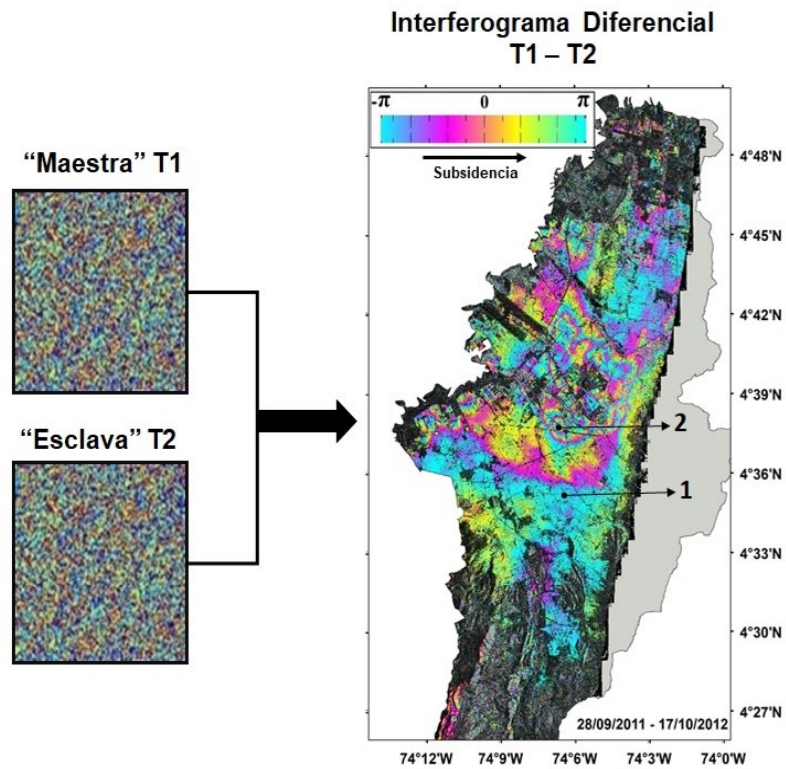 Interferograma Diferencial
T1 – T2
“Maestra” T1
“Esclava” T2
-π 0 π
Subsidencia
4°48'N
4°45'N
4°42'N
4°39'N
4°36'N
4°33'N
4°30'N
4°27'N
2
1
28/09/2011 - 17/10/2012
74°12'W 74°9'W 74°6'W 74°3'W 74°0'W